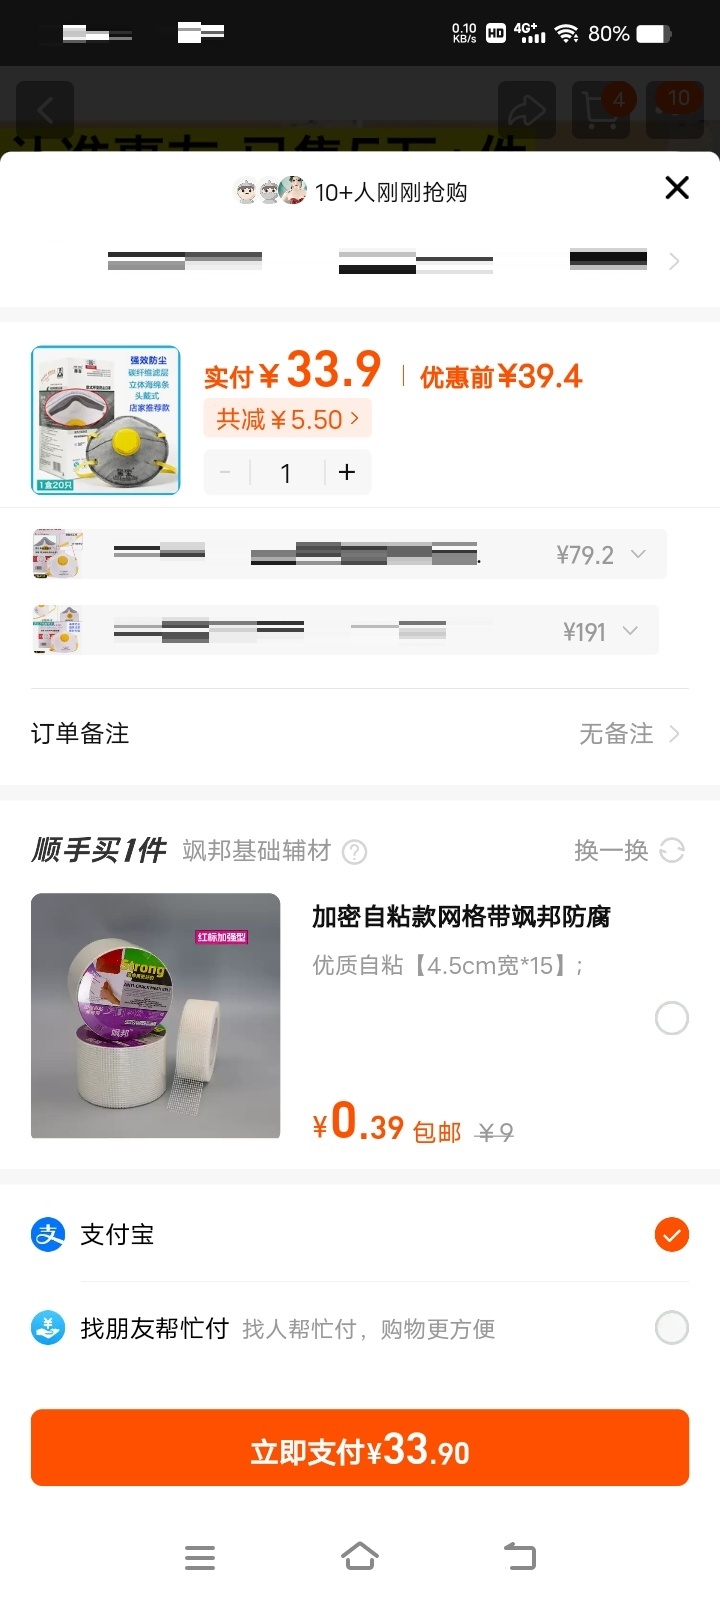 0.10
KB/s
HD
4G+
80%
4
10
10+人刚刚抢购
强效防尘
碳纤维滤层
立体海绵条
头戴式
店家推荐款
1盒20只
实付¥33.9
优惠前¥39.4
共减¥5.50
1
¥79.2
¥191
订单备注
无备注
顺手买1件
飒邦基础辅材
换一换
红标加强型
Strong
飒邦
加密自粘款网格带飒邦防腐
优质自粘【4.5cm宽*15】;
¥0.39 包邮 ¥9
支付宝
找朋友帮忙付 找人帮忙付，购物更方便
立即支付¥33.90